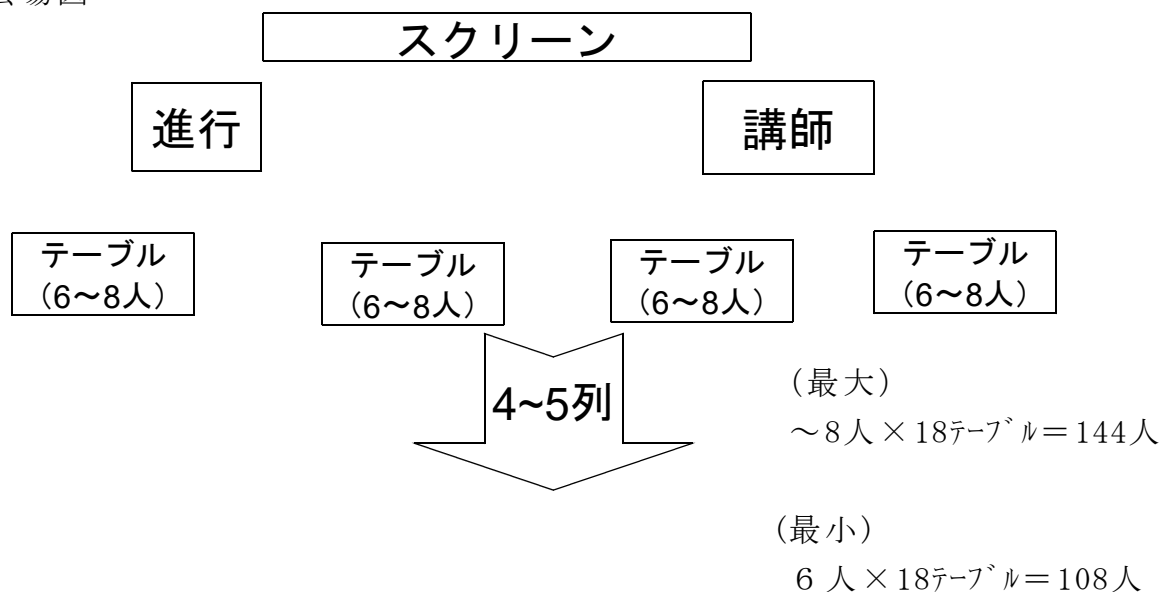 スクリーン
進行
講師
テーブル
(6～8人)
テーブル
(6～8人)
テーブル
(6～8人)
テーブル
(6～8人)
4~5列
(最大)
～8人×18ﾃｰﾌﾞﾙ＝144人
(最小)
6人×18ﾃｰﾌﾞﾙ＝108人